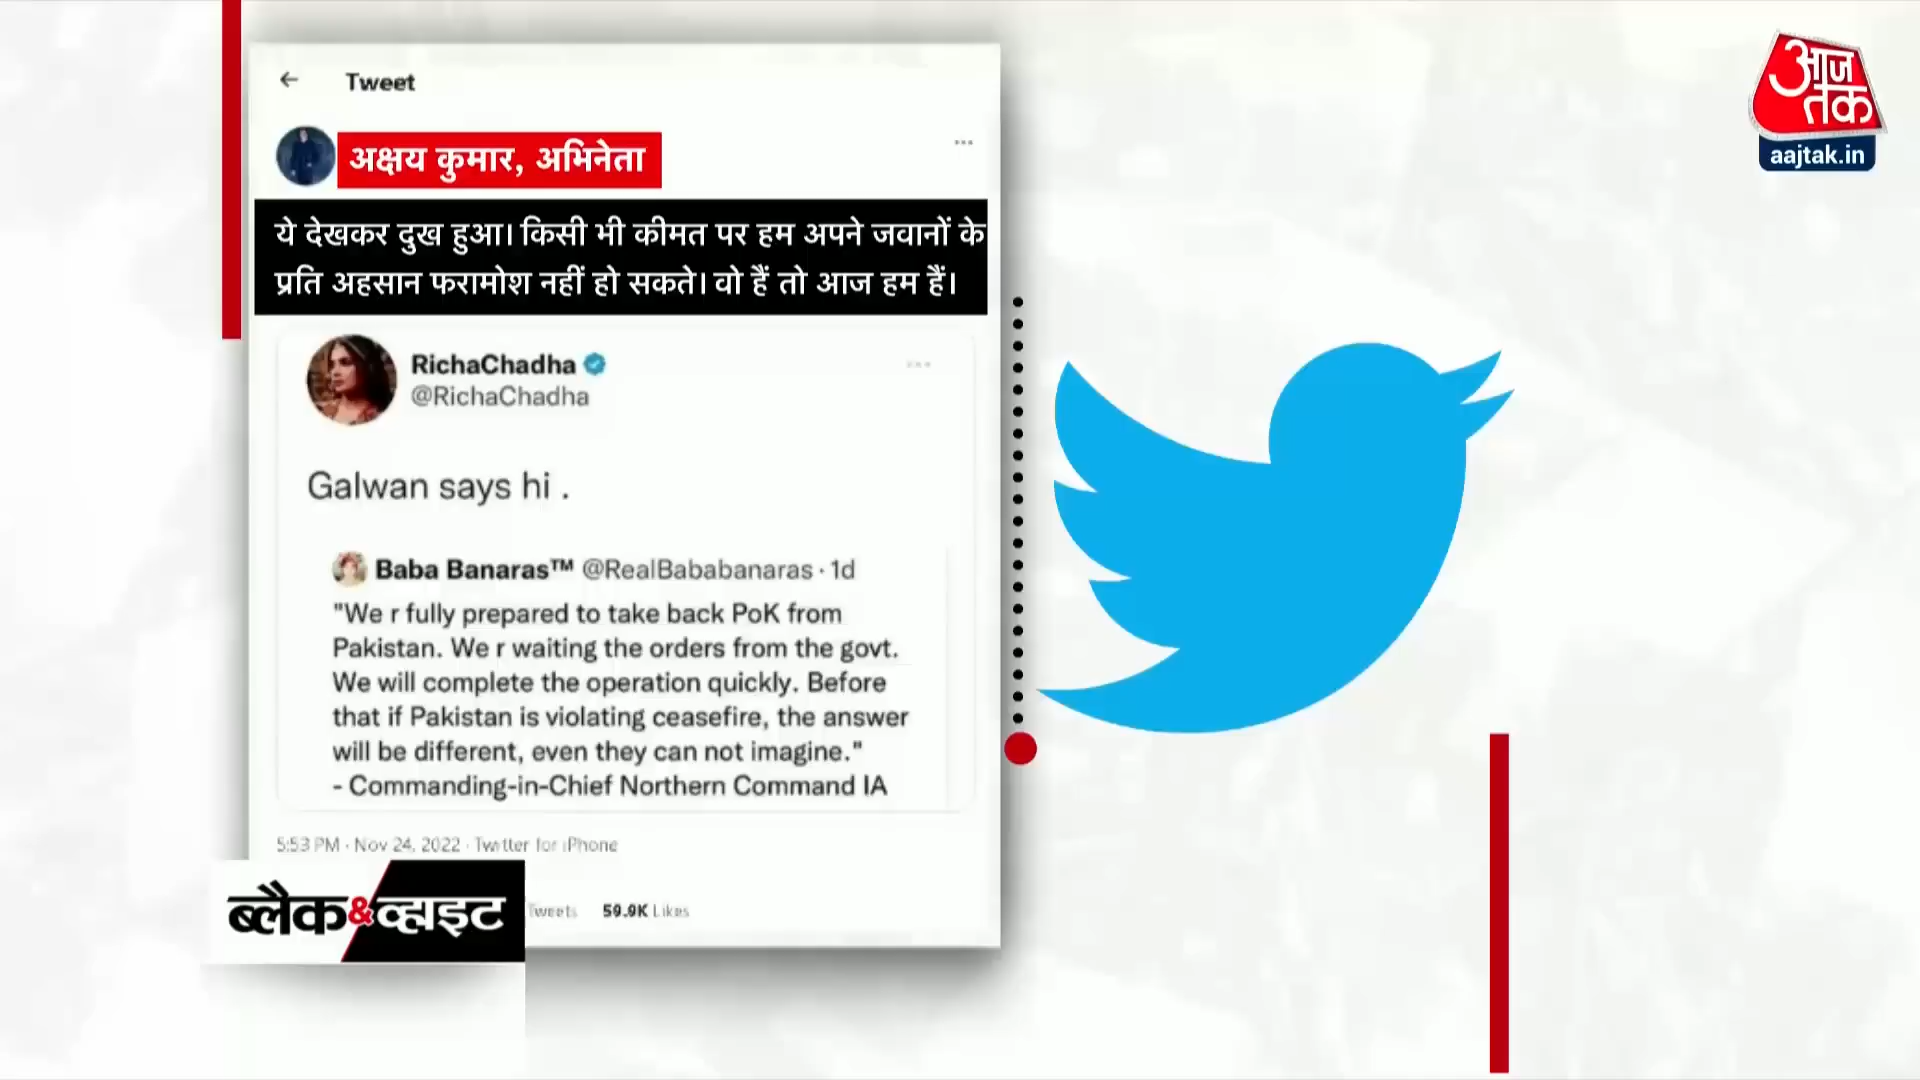 Tweet
अक्षय कुमार, अभिनेता
ये देखकर दुख हुआ। किसी भी कीमत पर हम अपने जवानों के
प्रति अहसान फरामोश नहीं हो सकते। वो हैं तो आज हम हैं।
RichaChadha
@RichaChadha
Galwan says hi .
Baba Banaras™ @RealBababanaras · 1d
"We r fully prepared to take back PoK from
Pakistan. We r waiting the orders from the govt.
We will complete the operation quickly. Before
that if Pakistan is violating ceasefire, the answer
will be different, even they can not imagine."
- Commanding-in-Chief Northern Command IA
5:53 PM · Nov 24, 2022 · Twitter for iPhone
Tweets 59.9K Likes
ब्लैक&व्हाइट
आज
तक
aajtak.in